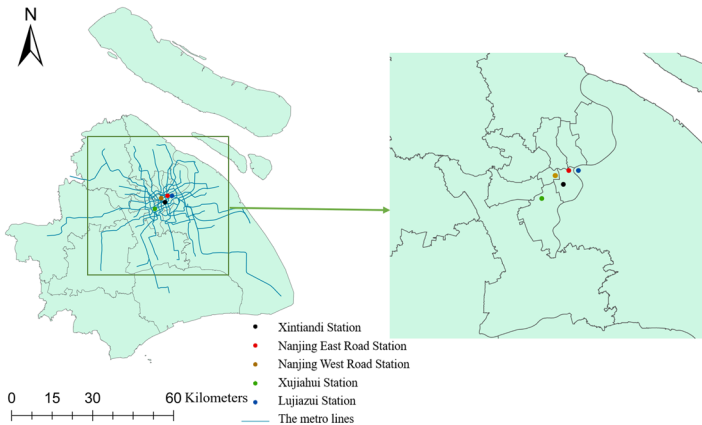 N
Xintiandi Station
Nanjing East Road Station
Nanjing West Road Station
Xujiahui Station
Lujiazui Station
The metro lines
0 15 30 60 Kilometers